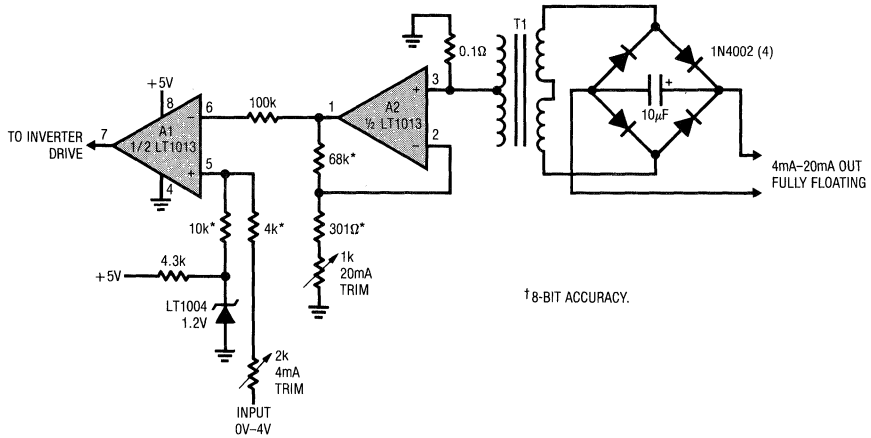 T1
0.1Ω
1N4002 (4)
+5V
8
6
100k
1
3
A2
½ LT1013
2
+
10µF
TO INVERTER
DRIVE
7
A1
1/2 LT1013
−
+
5
4
+
−
68k*
4mA–20mA OUT
FULLY FLOATING
10k*
4k*
301Ω*
+5V
4.3k
1k
20mA
TRIM
LT1004
1.2V
†8-BIT ACCURACY.
2k
4mA
TRIM
INPUT
0V–4V